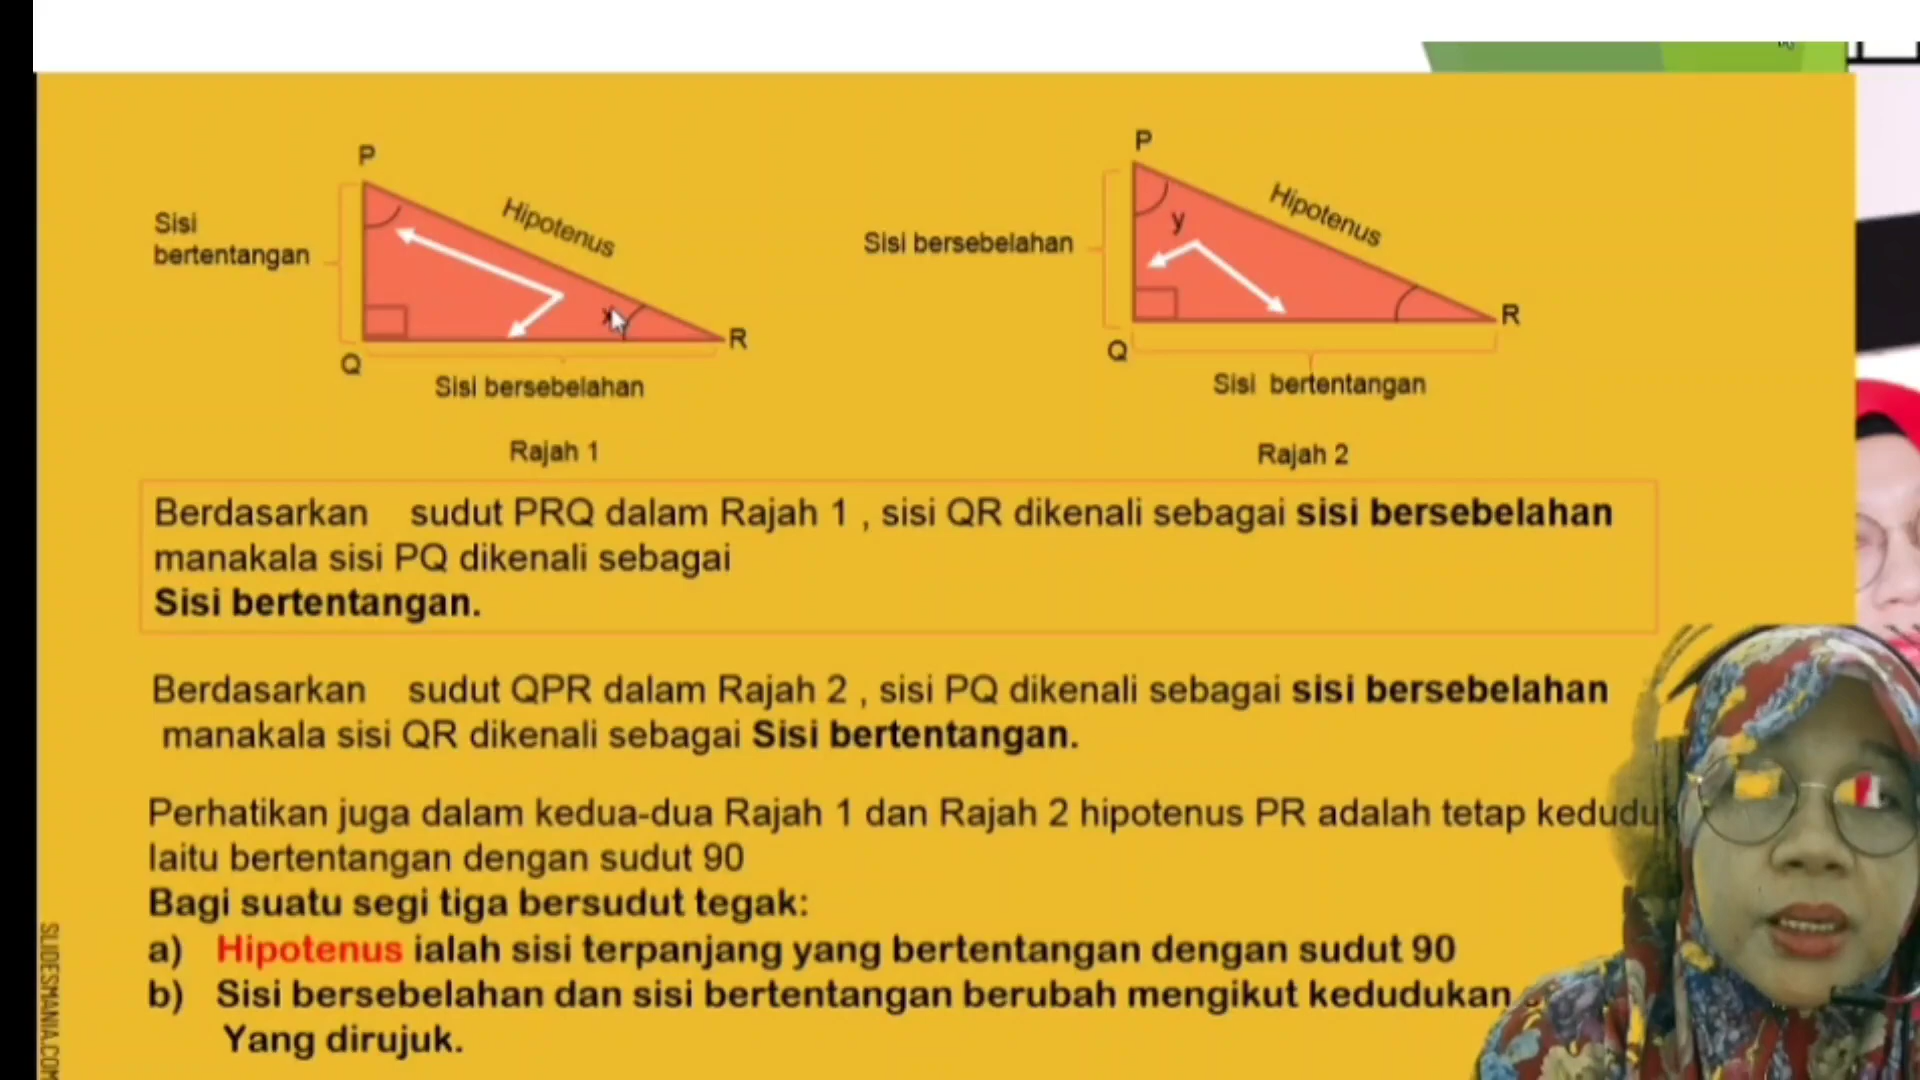 P
Sisi
bertentangan
Hipotenus
x
R
Q
Sisi bersebelahan
Rajah 1
P
Hipotenus
y
Sisi bersebelahan
R
Q
Sisi bertentangan
Rajah 2
Berdasarkan sudut PRQ dalam Rajah 1 , sisi QR dikenali sebagai sisi bersebelahan
manakala sisi PQ dikenali sebagai
Sisi bertentangan.
Berdasarkan sudut QPR dalam Rajah 2 , sisi PQ dikenali sebagai sisi bersebelahan
manakala sisi QR dikenali sebagai Sisi bertentangan.
Perhatikan juga dalam kedua-dua Rajah 1 dan Rajah 2 hipotenus PR adalah tetap
Iaitu bertentangan dengan sudut 90
Bagi suatu segi tiga bersudut tegak:
a) Hipotenus ialah sisi terpanjang yang bertentangan dengan sudut 90
b) Sisi bersebelahan dan sisi bertentangan berubah mengikut kedudukan
Yang dirujuk.
SLIDESMANIA.COM